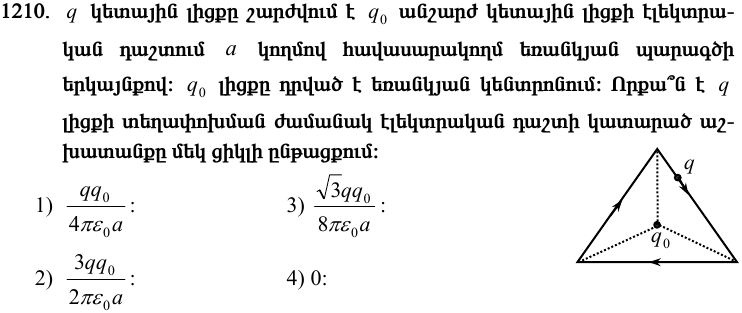 1210. q կետային լիցքը շարժվում է q₀ անշարժ կետային լիցքի էլեկտրա-
կան դաշտում a կողմով հավասարակողմ եռանկյան պարագծի
երկայնքով: q₀ լիցքը դրված է եռանկյան կենտրոնում: Որքա՞ն է q
լիցքի տեղափոխման ժամանակ էլեկտրական դաշտի կատարած աշ-
խատանքը մեկ ցիկլի ընթացքում:
1) qq₀/4πε₀a : 3) √3qq₀/8πε₀a :
2) 3qq₀/2πε₀a : 4) 0:
q
q₀